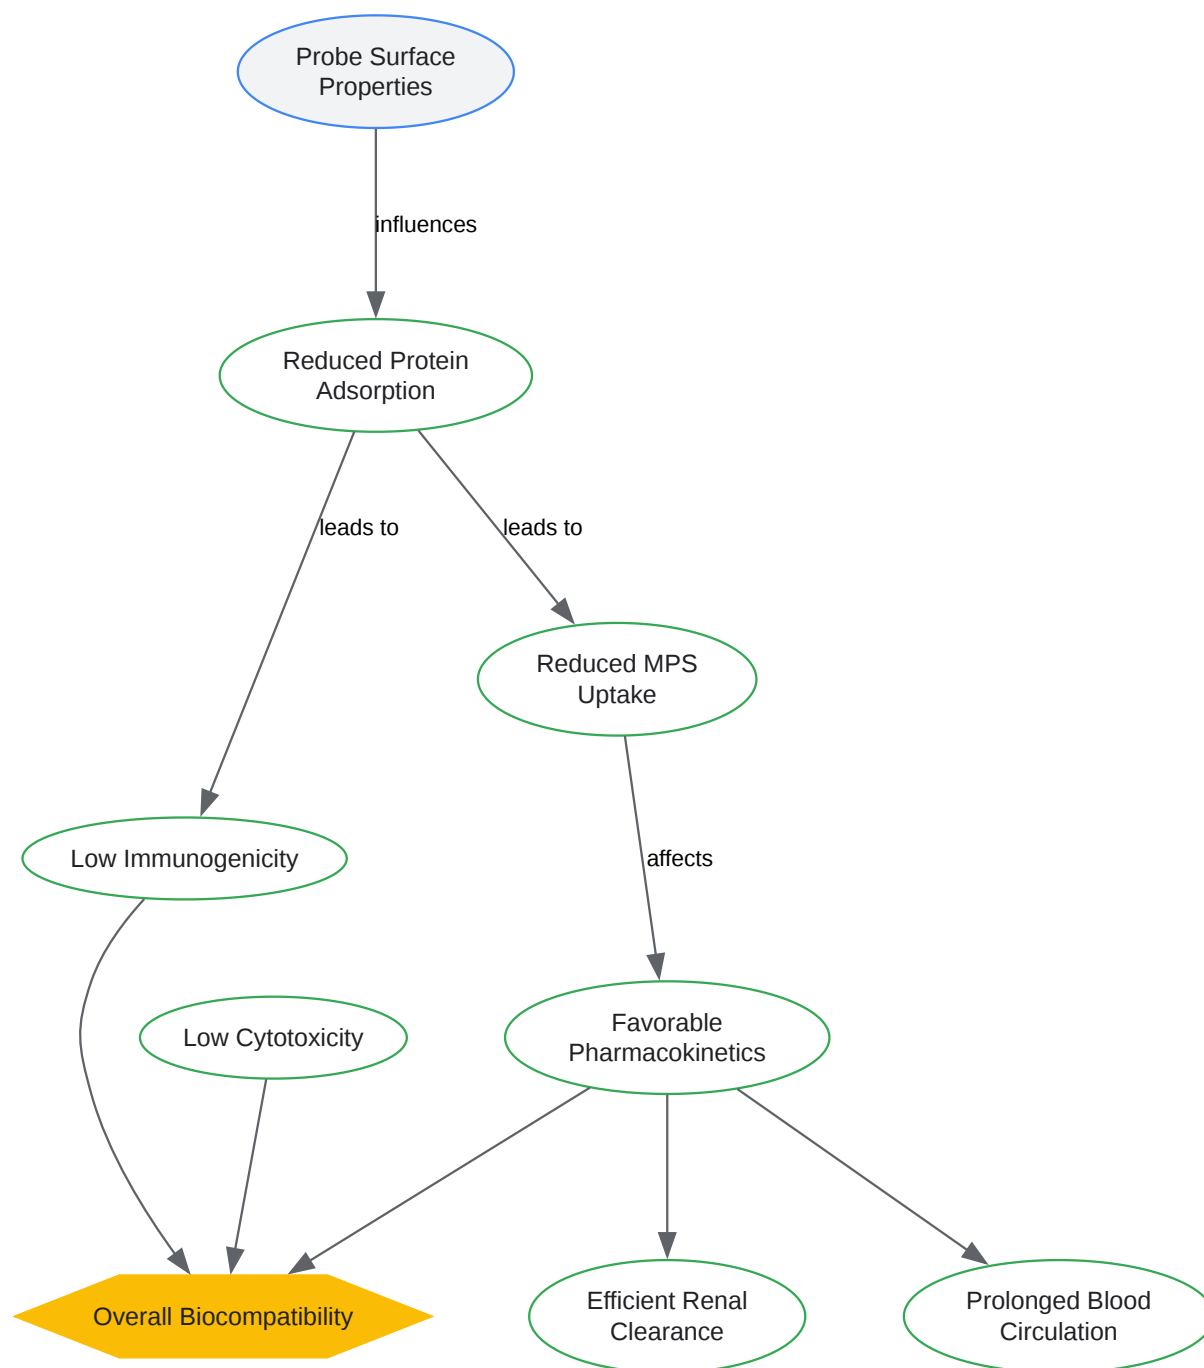 Probe Surface
Properties
influences
Reduced Protein
Adsorption
leads to
leads to
Reduced MPS
Uptake
Low Immunogenicity
affects
Low Cytotoxicity
Favorable
Pharmacokinetics
Overall Biocompatibility
Efficient Renal
Clearance
Prolonged Blood
Circulation